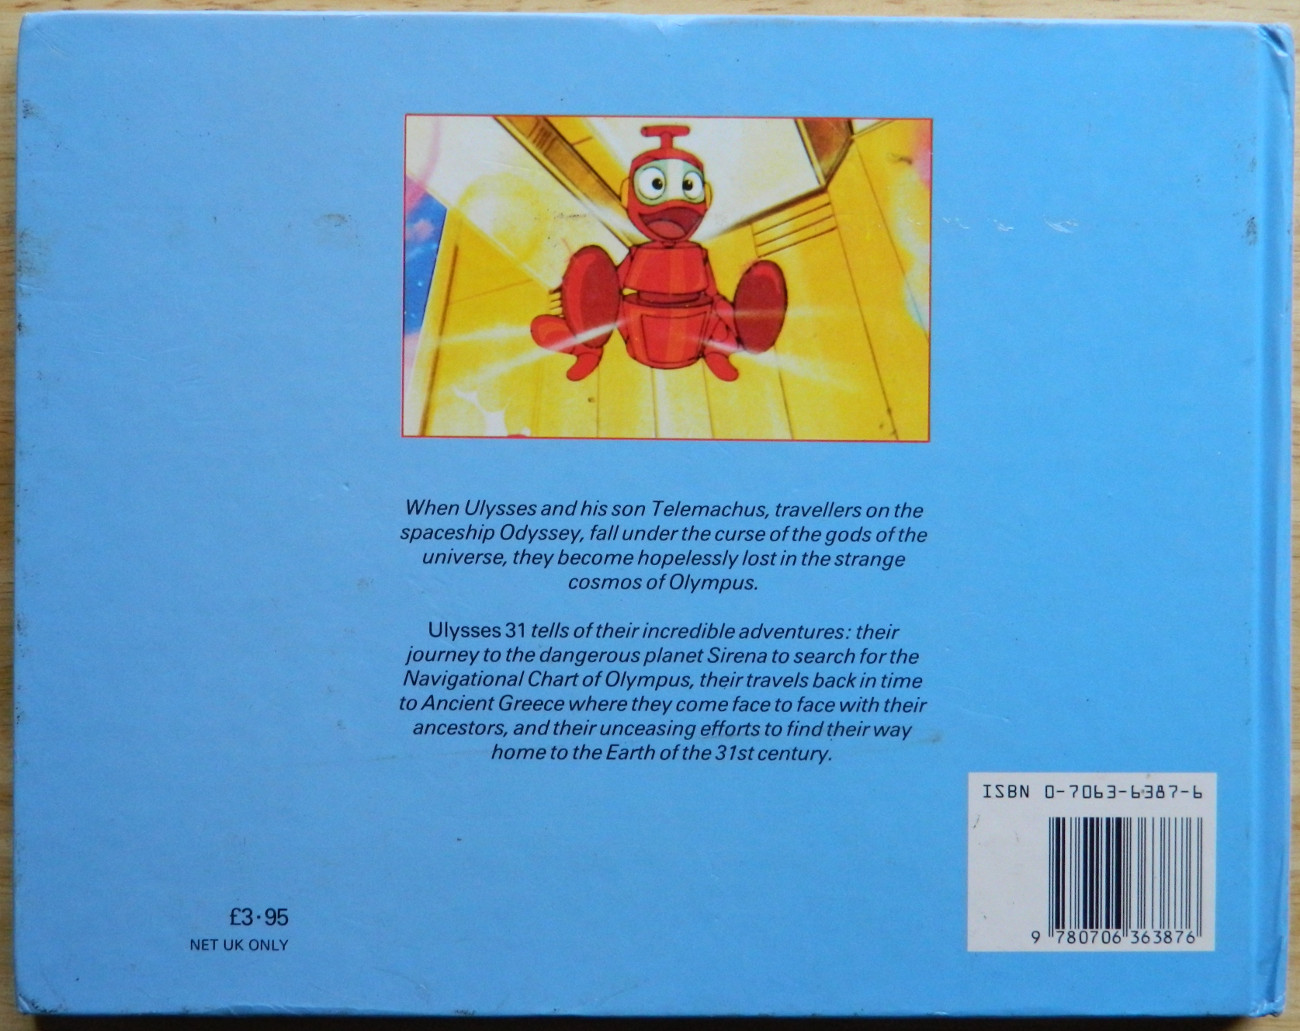 When Ulysses and his son Telemachus, travellers on the
spaceship Odyssey, fall under the curse of the gods of the
universe, they become hopelessly lost in the strange
cosmos of Olympus.
Ulysses 31 tells of their incredible adventures: their
journey to the dangerous planet Sirena to search for the
Navigational Chart of Olympus, their travels back in time
to Ancient Greece where they come face to face with their
ancestors, and their unceasing efforts to find their way
home to the Earth of the 31st century.
ISBN 0-7063-6387-6
9 780706 363876
£3·95
NET UK ONLY